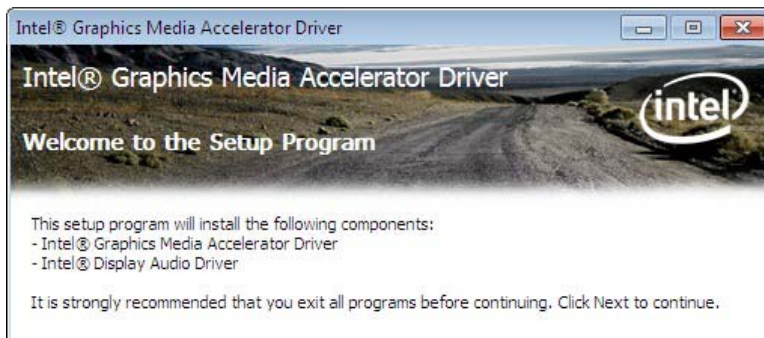 Intel® Graphics Media Accelerator Driver
Intel® Graphics Media Accelerator Driver
intel
Welcome to the Setup Program
This setup program will install the following components:
- Intel® Graphics Media Accelerator Driver
- Intel® Display Audio Driver
It is strongly recommended that you exit all programs before continuing. Click Next to continue.